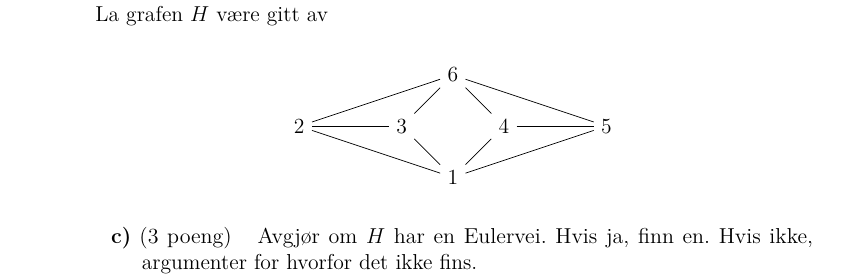 La grafen H være gitt av
6
2 3 4 5
1
c) (3 poeng) Avgjør om H har en Eulervei. Hvis ja, finn en. Hvis ikke,
argumenter for hvorfor det ikke fins.